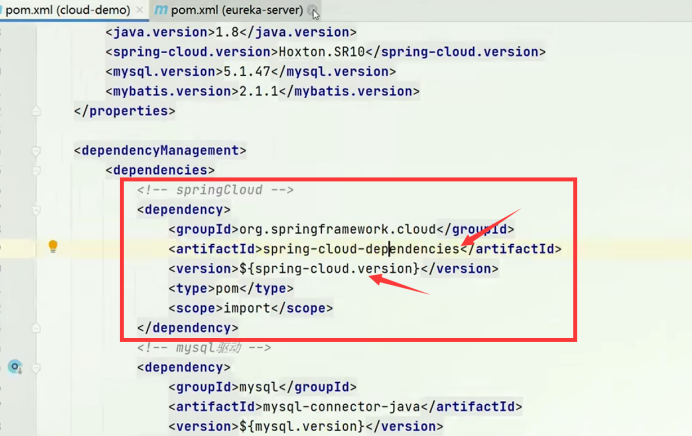 pom.xml (cloud-demo) × pom.xml (eureka-server) ×
<java.version>1.8</java.version>
<spring-cloud.version>Hoxton.SR10</spring-cloud.version>
<mysql.version>5.1.47</mysql.version>
<mybatis.version>2.1.1</mybatis.version>
</properties>
<dependencyManagement>
<dependencies>
<!-- springCloud -->
<dependency>
<groupId>org.springframework.cloud</groupId>
<artifactId>spring-cloud-dependencies</artifactId>
<version>${spring-cloud.version}</version>
<type>pom</type>
<scope>import</scope>
</dependency>
<!-- mysql驱动 -->
<dependency>
<groupId>mysql</groupId>
<artifactId>mysql-connector-java</artifactId>
<version>${mysql.version}</version>